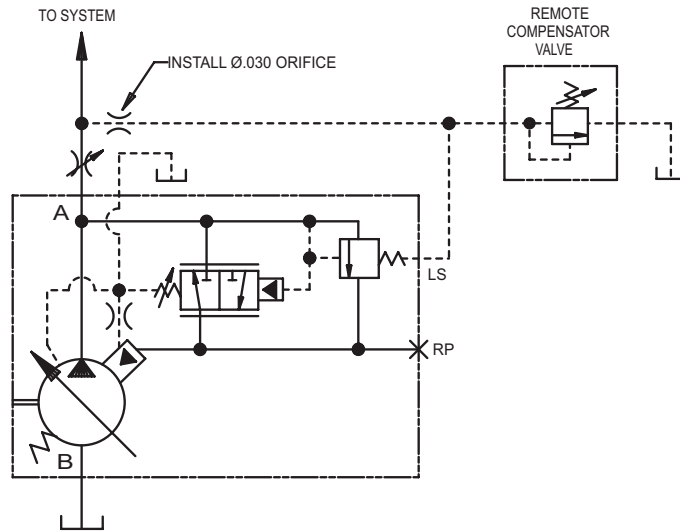 TO SYSTEM
REMOTE
COMPENSATOR
VALVE
INSTALL Ø.030 ORIFICE
A
LS
RP
B